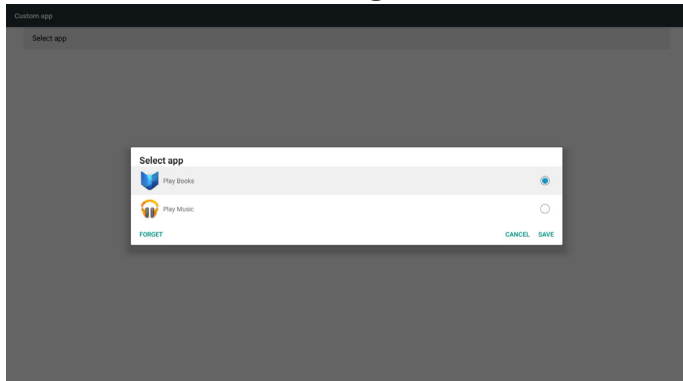 Custom app
Select app
Select app
Play Books
Play Music
FORGET
CANCEL SAVE